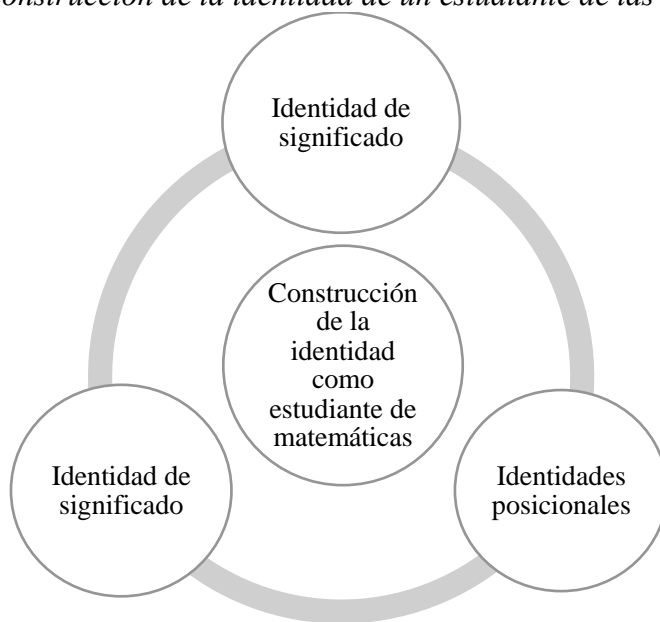 construcción de la identidad de un estudiante de las
Identidad de
significado
Construcción
de la
identidad
como
estudiante de
matemáticas
Identidad de
significado
Identidades
posicionales